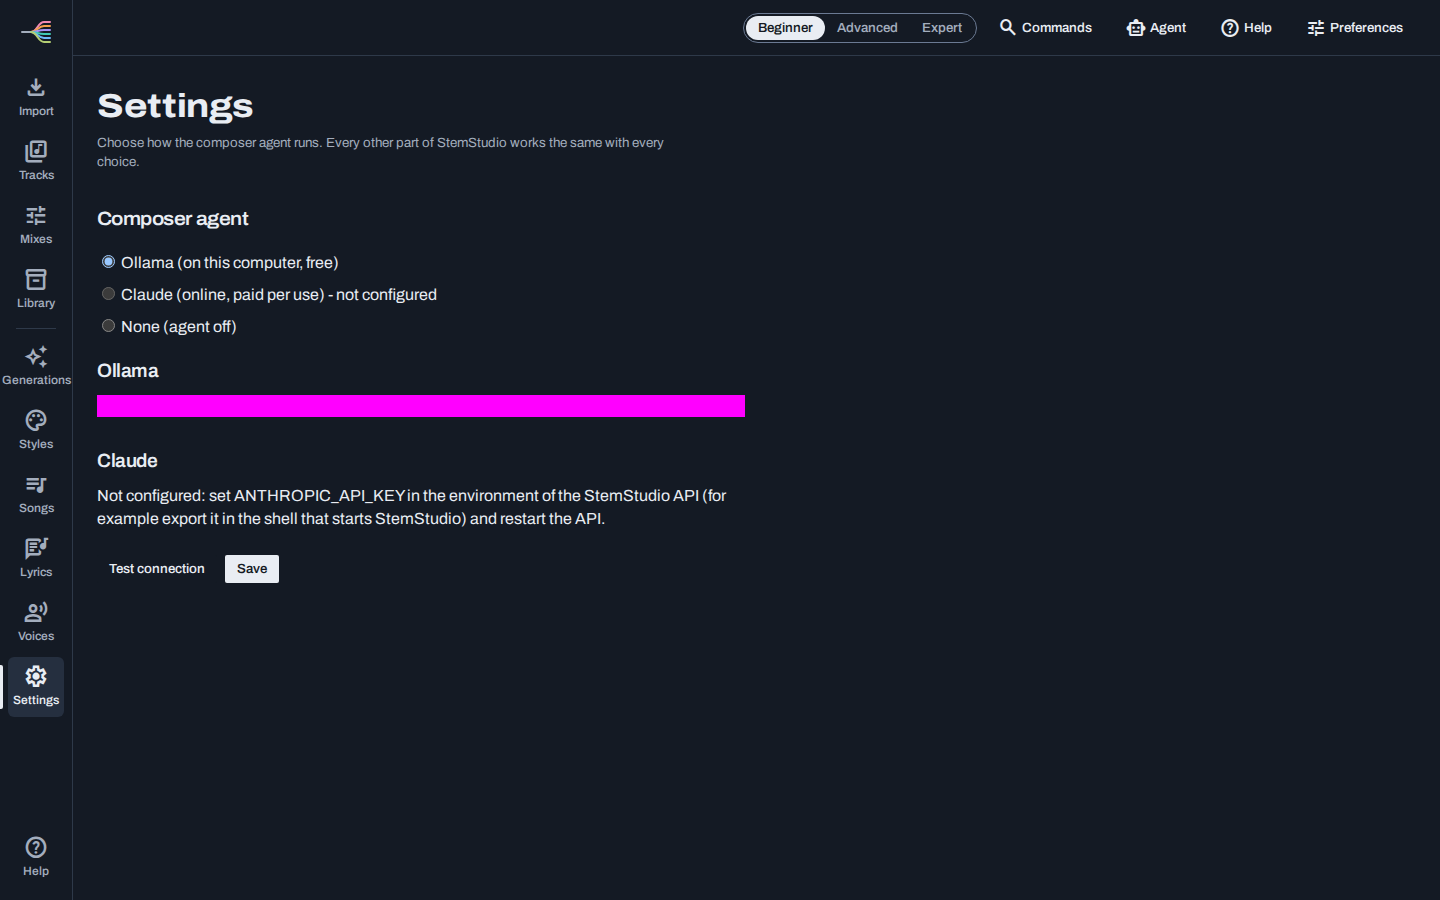 Beginner
Advanced
Expert
Commands
Agent
Help
Preferences
Import
Tracks
Mixes
Library
Generations
Styles
Songs
Lyrics
Voices
Settings
Help
Settings
Choose how the composer agent runs. Every other part of StemStudio works the same with every
choice.
Composer agent
Ollama (on this computer, free)
Claude (online, paid per use) - not configured
None (agent off)
Ollama
Claude
Not configured: set ANTHROPIC_API_KEY in the environment of the StemStudio API (for
example export it in the shell that starts StemStudio) and restart the API.
Test connection
Save